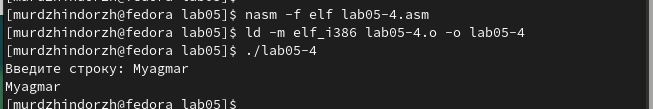 [murdzhindorzh@fedora lab05]$ nasm -f elf lab05-4.asm
[murdzhindorzh@fedora lab05]$ ld -m elf_i386 lab05-4.o -o lab05-4
[murdzhindorzh@fedora lab05]$ ./lab05-4
Введите строку: Myagmar
Myagmar
[murdzhindorzh@fedora lab05]$